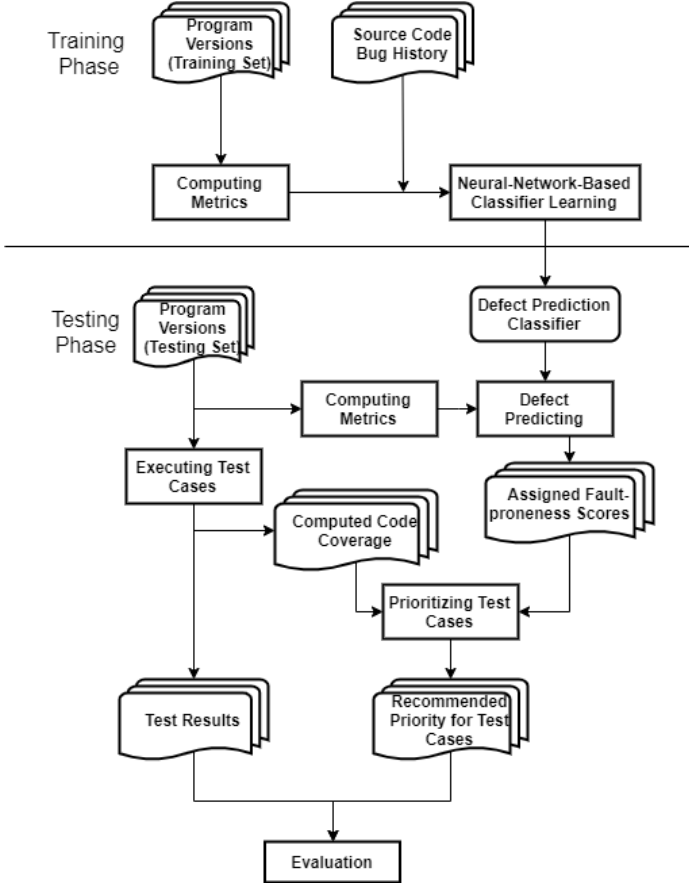 Training
Phase
Program
Versions
(Training Set)
Source Code
Bug History
Computing
Metrics
Neural-Network-Based
Classifier Learning
Testing
Phase
Program
Versions
(Testing Set)
Defect Prediction
Classifier
Computing
Metrics
Defect
Predicting
Executing Test
Cases
Computed Code
Coverage
Assigned Fault-
proneness Scores
Prioritizing Test
Cases
Test Results
Recommended
Priority for Test
Cases
Evaluation